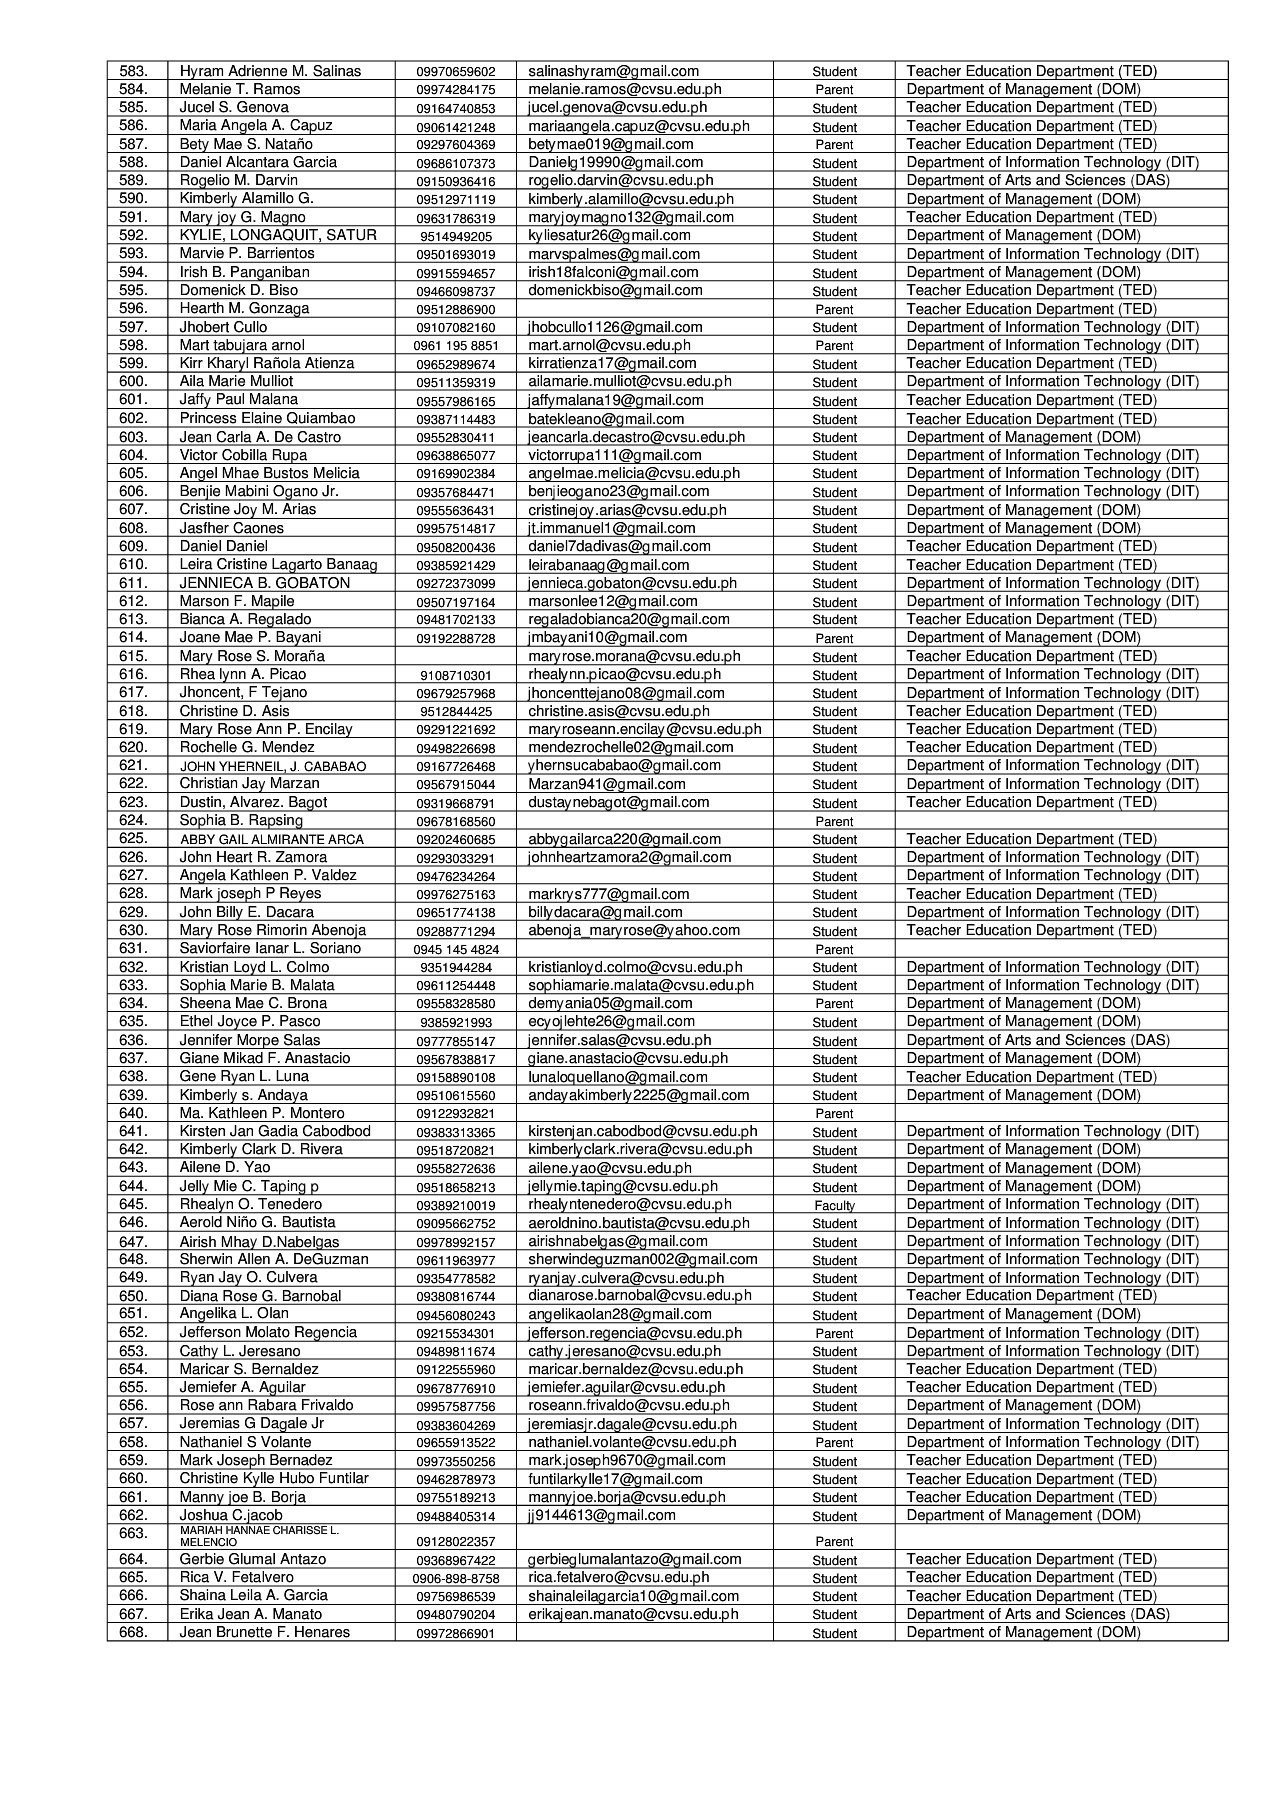 583. Hyram Adrienne M. Salinas 09970659602 salinashyram@gmail.com Student Teacher Education Department (TED)
584. Melanie T. Ramos 09974284175 melanie.ramos@cvsu.edu.ph Parent Department of Management (DOM)
585. Jucel S. Genova 09164740853 jucel.genova@cvsu.edu.ph Student Teacher Education Department (TED)
586. Maria Angela A. Capuz 09061421248 mariaangela.capuz@cvsu.edu.ph Student Teacher Education Department (TED)
587. Bety Mae S. Nataño 09297604369 betymae019@gmail.com Parent Teacher Education Department (TED)
588. Daniel Alcantara Garcia 09686107373 Danielg19990@gmail.com Student Department of Information Technology (DIT)
589. Rogelio M. Darvin 09150936416 rogelio.darvin@cvsu.edu.ph Student Department of Arts and Sciences (DAS)
590. Kimberly Alamillo G. 09512971119 kimberly.alamillo@cvsu.edu.ph Student Department of Management (DOM)
591. Mary joy G. Magno 09631786319 maryjoymagno132@gmail.com Student Teacher Education Department (TED)
592. KYLIE, LONGAQUIT, SATUR 9514949205 kyliesatur26@gmail.com Student Department of Management (DOM)
593. Marvie P. Barrientos 09501693019 marvspalmes@gmail.com Student Department of Information Technology (DIT)
594. Irish B. Panganiban 09915594657 irish18falconi@gmail.com Student Department of Management (DOM)
595. Domenick D. Biso 09466098737 domenickbiso@gmail.com Student Teacher Education Department (TED)
596. Hearth M. Gonzaga 09512886900 Parent Teacher Education Department (TED)
597. Jhobert Cullo 09107082160 jhobcullo1126@gmail.com Student Department of Information Technology (DIT)
598. Mart tabujara arnol 0961 195 8851 mart.arnol@cvsu.edu.ph Parent Department of Information Technology (DIT)
599. Kirr Kharyl Rañola Atienza 09652989674 kirratienza17@gmail.com Student Teacher Education Department (TED)
600. Aila Marie Mulliot 09511359319 ailamarie.mulliot@cvsu.edu.ph Student Department of Information Technology (DIT)
601. Jaffy Paul Malana 09557986165 jaffymalana19@gmail.com Student Teacher Education Department (TED)
602. Princess Elaine Quiambao 09387114483 batekleano@gmail.com Student Teacher Education Department (TED)
603. Jean Carla A. De Castro 09552830411 jeancarla.decastro@cvsu.edu.ph Student Department of Management (DOM)
604. Victor Cobilla Rupa 09638865077 victorrupa111@gmail.com Student Department of Information Technology (DIT)
605. Angel Mhae Bustos Melicia 09169902384 angelmae.melicia@cvsu.edu.ph Student Department of Information Technology (DIT)
606. Benjie Mabini Ogano Jr. 09357684471 benjieogano23@gmail.com Student Department of Information Technology (DIT)
607. Cristine Joy M. Arias 09555636431 cristinejoy.arias@cvsu.edu.ph Student Department of Management (DOM)
608. Jasfher Caones 09957514817 jt.immanuel1@gmail.com Student Department of Management (DOM)
609. Daniel Daniel 09508200436 daniel7dadivas@gmail.com Student Teacher Education Department (TED)
610. Leira Cristine Lagarto Banaag 09385921429 leirabanaag@gmail.com Student Teacher Education Department (TED)
611. JENNIECA B. GOBATON 09272373099 jennieca.gobaton@cvsu.edu.ph Student Department of Information Technology (DIT)
612. Marson F. Mapile 09507197164 marsonlee12@gmail.com Student Department of Information Technology (DIT)
613. Bianca A. Regalado 09481702133 regaladobianca20@gmail.com Student Teacher Education Department (TED)
614. Joane Mae P. Bayani 09192288728 jmbayani10@gmail.com Parent Department of Management (DOM)
615. Mary Rose S. Moraña maryrose.morana@cvsu.edu.ph Student Teacher Education Department (TED)
616. Rhea lynn A. Picao 9108710301 rhealynn.picao@cvsu.edu.ph Student Department of Information Technology (DIT)
617. Jhoncent, F Tejano 09679257968 jhoncenttejano08@gmail.com Student Department of Information Technology (DIT)
618. Christine D. Asis 9512844425 christine.asis@cvsu.edu.ph Student Teacher Education Department (TED)
619. Mary Rose Ann P. Encilay 09291221692 maryroseann.encilay@cvsu.edu.ph Student Teacher Education Department (TED)
620. Rochelle G. Mendez 09498226698 mendezrochelle02@gmail.com Student Teacher Education Department (TED)
621. JOHN YHERNEIL, J. CABABAO 09167726468 yhernsucababao@gmail.com Student Department of Information Technology (DIT)
622. Christian Jay Marzan 09567915044 Marzan941@gmail.com Student Department of Information Technology (DIT)
623. Dustin, Alvarez. Bagot 09319668791 dustaynebagot@gmail.com Student Teacher Education Department (TED)
624. Sophia B. Rapsing 09678168560 Parent
625. ABBY GAIL ALMIRANTE ARCA 09202460685 abbygailarca220@gmail.com Student Teacher Education Department (TED)
626. John Heart R. Zamora 09293033291 johnheartzamora2@gmail.com Student Department of Information Technology (DIT)
627. Angela Kathleen P. Valdez 09476234264 Student Department of Information Technology (DIT)
628. Mark joseph P Reyes 09976275163 markrys777@gmail.com Student Teacher Education Department (TED)
629. John Billy E. Dacara 09651774138 billydacara@gmail.com Student Department of Information Technology (DIT)
630. Mary Rose Rimorin Abenoja 09288771294 abenoja_maryrose@yahoo.com Student Teacher Education Department (TED)
631. Saviorfaire Ianar L. Soriano 0945 145 4824 Parent
632. Kristian Loyd L. Colmo 9351944284 kristianloyd.colmo@cvsu.edu.ph Student Department of Information Technology (DIT)
633. Sophia Marie B. Malata 09611254448 sophiamarie.malata@cvsu.edu.ph Student Department of Information Technology (DIT)
634. Sheena Mae C. Brona 09558328580 demyania05@gmail.com Parent Department of Management (DOM)
635. Ethel Joyce P. Pasco 9385921993 ecyojlehte26@gmail.com Student Department of Management (DOM)
636. Jennifer Morpe Salas 09777855147 jennifer.salas@cvsu.edu.ph Student Department of Arts and Sciences (DAS)
637. Giane Mikad F. Anastacio 09567838817 giane.anastacio@cvsu.edu.ph Student Department of Management (DOM)
638. Gene Ryan L. Luna 09158890108 lunaloquellano@gmail.com Student Teacher Education Department (TED)
639. Kimberly s. Andaya 09510615560 andayakimberly2225@gmail.com Student Department of Management (DOM)
640. Ma. Kathleen P. Montero 09122932821 Parent
641. Kirsten Jan Gadia Cabodbod 09383313365 kirstenjan.cabodbod@cvsu.edu.ph Student Department of Information Technology (DIT)
642. Kimberly Clark D. Rivera 09518720821 kimberlyclark.rivera@cvsu.edu.ph Student Department of Management (DOM)
643. Ailene D. Yao 09558272636 ailene.yao@cvsu.edu.ph Student Department of Management (DOM)
644. Jelly Mie C. Taping p 09518658213 jellymie.taping@cvsu.edu.ph Student Department of Management (DOM)
645. Rhealyn O. Tenedero 09389210019 rhealyntenedero@cvsu.edu.ph Faculty Department of Information Technology (DIT)
646. Aerold Niño G. Bautista 09095662752 aeroldnino.bautista@cvsu.edu.ph Student Department of Information Technology (DIT)
647. Airish Mhay D.Nabelgas 09978992157 airishnabelgas@gmail.com Student Department of Management (DOM)
648. Sherwin Allen A. DeGuzman 09611963977 sherwindeguzman002@gmail.com Student Department of Information Technology (DIT)
649. Ryan Jay O. Culvera 09354778582 ryanjay.culvera@cvsu.edu.ph Student Department of Information Technology (DIT)
650. Diana Rose G. Barnobal 09380816744 dianarose.barnobal@cvsu.edu.ph Student Teacher Education Department (TED)
651. Angelika L. Olan 09456080243 angelikaolan28@gmail.com Student Department of Management (DOM)
652. Jefferson Molato Regencia 09215534301 jefferson.regencia@cvsu.edu.ph Parent Department of Information Technology (DIT)
653. Cathy L. Jeresano 09489811674 cathy.jeresano@cvsu.edu.ph Student Department of Information Technology (DIT)
654. Maricar S. Bernaldez 09122555960 maricar.bernaldez@cvsu.edu.ph Student Teacher Education Department (TED)
655. Jemiefer A. Aguilar 09678776910 jemiefer.aguilar@cvsu.edu.ph Student Teacher Education Department (TED)
656. Rose ann Rabara Frivaldo 09957587756 roseann.frivaldo@cvsu.edu.ph Student Department of Management (DOM)
657. Jeremias G Dagale Jr 09383604269 jeremiasjr.dagale@cvsu.edu.ph Student Department of Information Technology (DIT)
658. Nathaniel S Volante 09655913522 nathaniel.volante@cvsu.edu.ph Parent Department of Information Technology (DIT)
659. Mark Joseph Bernadez 09973550256 mark.joseph9670@gmail.com Student Teacher Education Department (TED)
660. Christine Kylle Hubo Funtilar 09462878973 funtilarkylle17@gmail.com Student Teacher Education Department (TED)
661. Manny joe B. Borja 09755189213 mannyjoe.borja@cvsu.edu.ph Student Teacher Education Department (TED)
662. Joshua C.jacob 09488405314 jj9144613@gmail.com Student Department of Management (DOM)
663. MARIAH HANNAE CHARISSE L.
MELENCIO 09128022357 Parent
664. Gerbie Glumal Antazo 09368967422 gerbieglumalantazo@gmail.com Student Teacher Education Department (TED)
665. Rica V. Fetalvero 0906-898-8758 rica.fetalvero@cvsu.edu.ph Student Teacher Education Department (TED)
666. Shaina Leila A. Garcia 09756986539 shainaleilagarcia10@gmail.com Student Teacher Education Department (TED)
667. Erika Jean A. Manato 09480790204 erikajean.manato@cvsu.edu.ph Student Department of Arts and Sciences (DAS)
668. Jean Brunette F. Henares 09972866901 Student Department of Management (DOM)